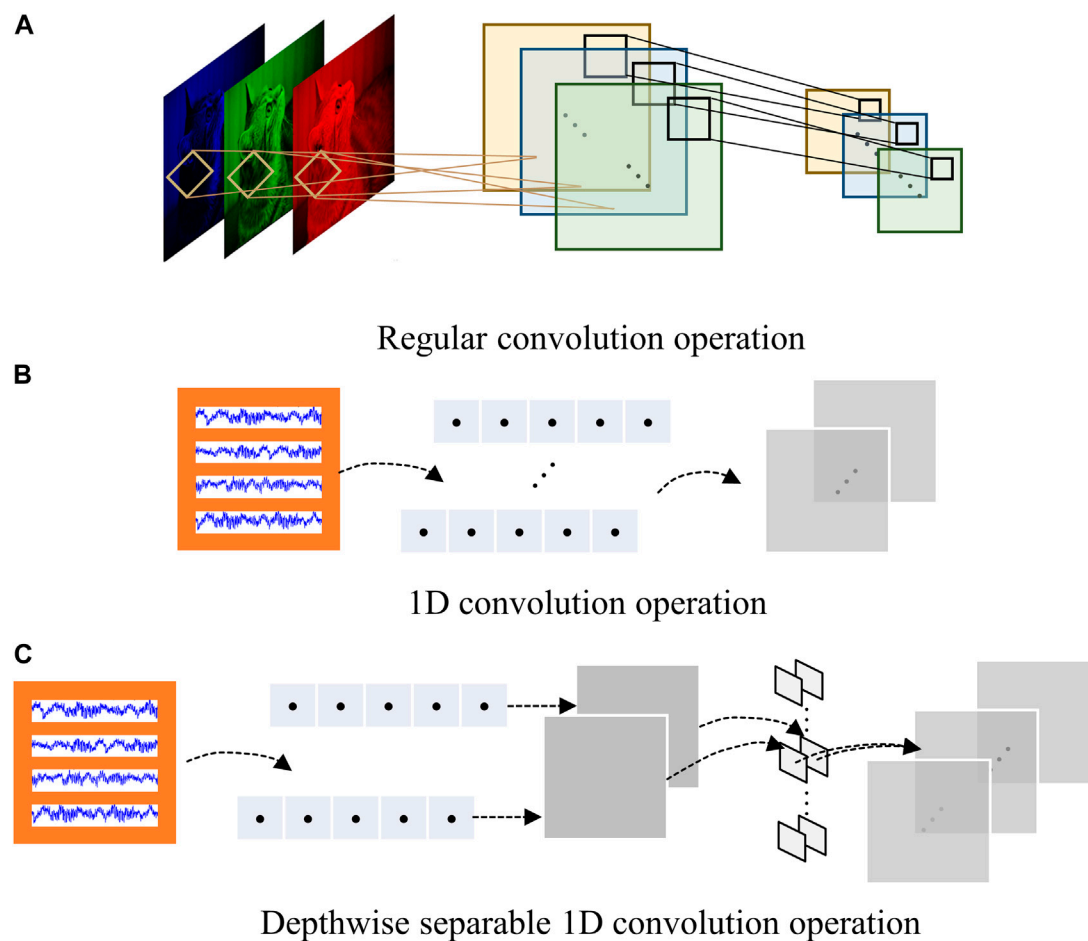 A
Regular convolution operation
B
1D convolution operation
C
Depthwise separable 1D convolution operation